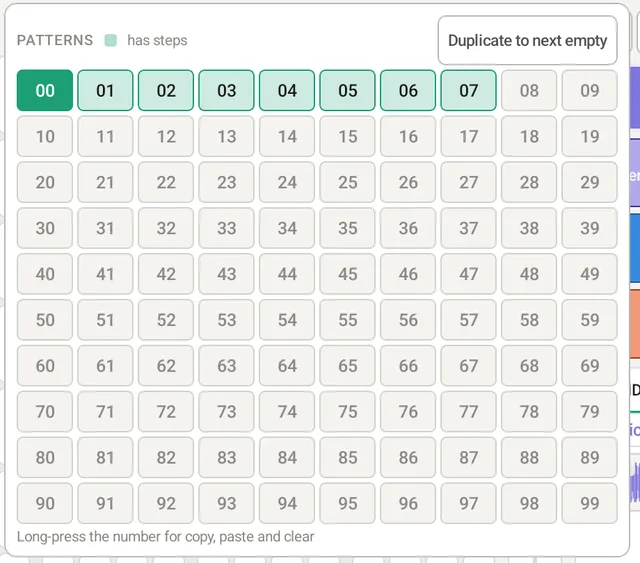 PATTERNS has steps Duplicate to next empty
00 01 02 03 04 05 06 07 08 09
10 11 12 13 14 15 16 17 18 19
20 21 22 23 24 25 26 27 28 29
30 31 32 33 34 35 36 37 38 39
40 41 42 43 44 45 46 47 48 49
50 51 52 53 54 55 56 57 58 59
60 61 62 63 64 65 66 67 68 69
70 71 72 73 74 75 76 77 78 79
80 81 82 83 84 85 86 87 88 89
90 91 92 93 94 95 96 97 98 99
Long-press the number for copy, paste and clear